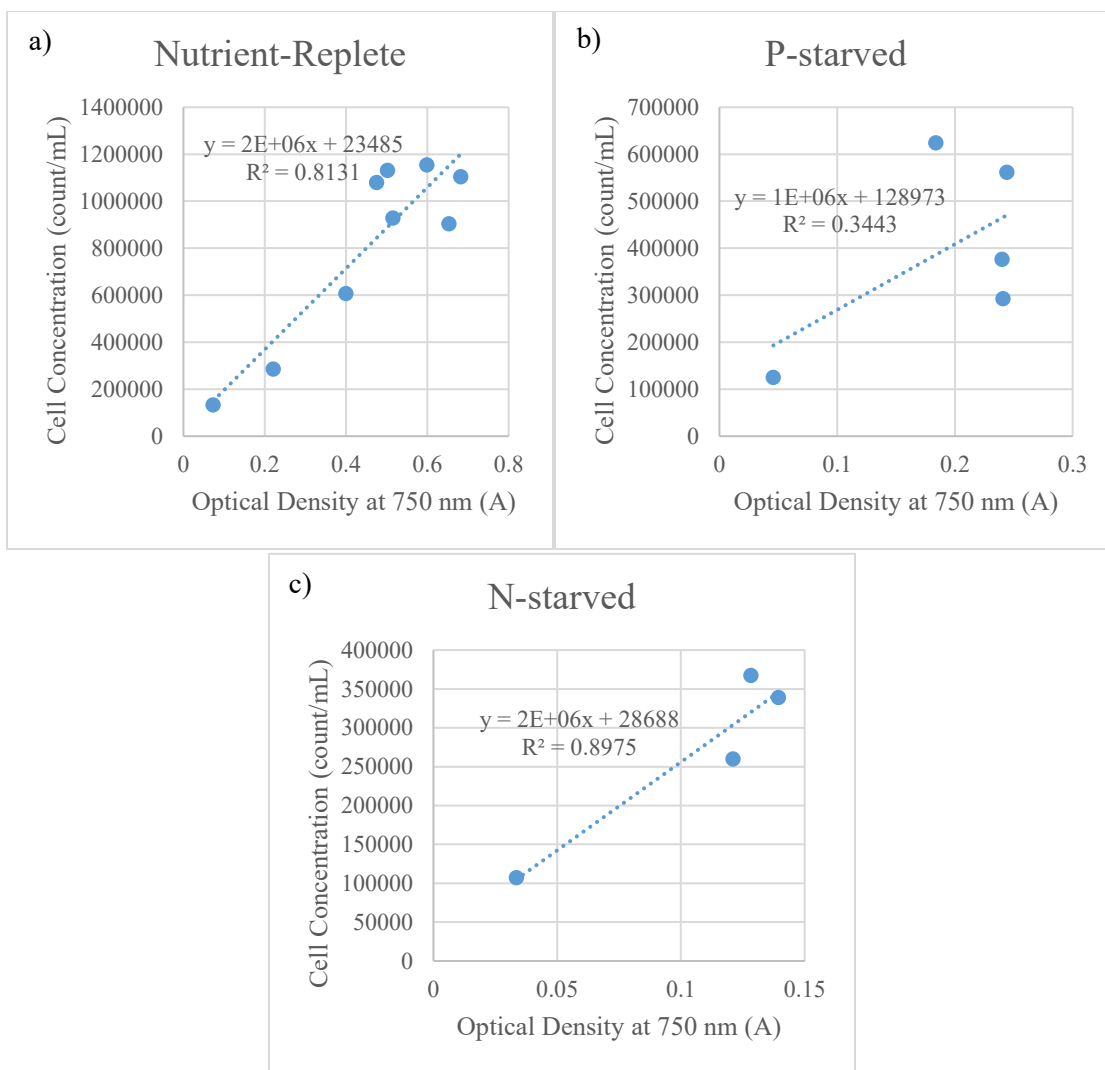 a)
Nutrient-Replete
1400000
1200000
1000000
800000
600000
400000
200000
0
y = 2E+06x + 23485
R² = 0.8131
Cell Concentration (count/mL)
0 0.2 0.4 0.6 0.8
Optical Density at 750 nm (A)
b)
P-starved
700000
600000
500000
400000
300000
200000
100000
0
y = 1E+06x + 128973
R² = 0.3443
Cell Concentration (count/mL)
0 0.1 0.2 0.3
Optical Density at 750 nm (A)
c)
N-starved
400000
350000
300000
250000
200000
150000
100000
50000
0
y = 2E+06x + 28688
R² = 0.8975
Cell Concentration (count/mL)
0 0.05 0.1 0.15
Optical Density at 750 nm (A)